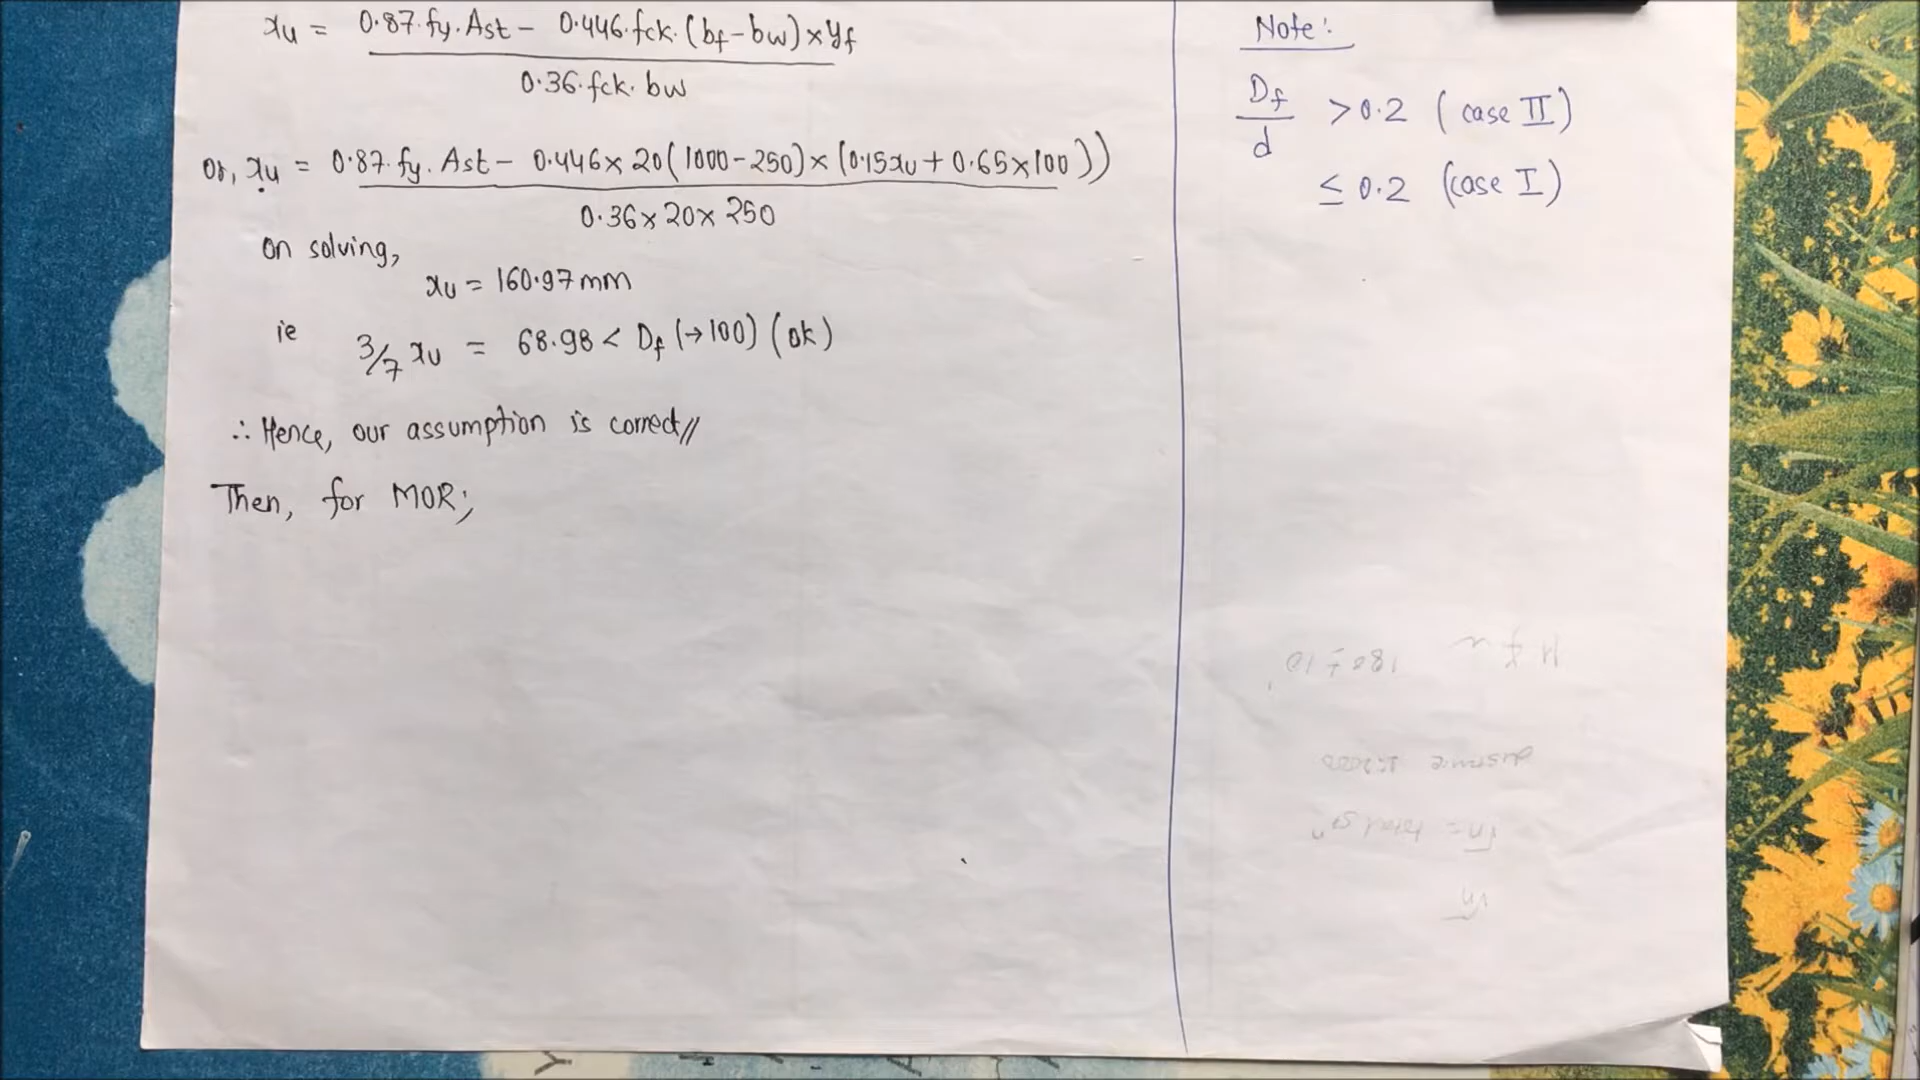 xu = 0.87.fy.Ast - 0.446.fck.(bf-bw)×yf
0.36.fck.bw
Or, xu = 0.87.fy.Ast - 0.446×20(1000-250)×(0.15xu+0.65×100))
0.36×20×250
On solving,
xu = 160.97mm
ie 3/7 xu = 68.98 < Df (→100) (ok)
∴ Hence, our assumption is correct//
Then, for MOR;
Note:
Df
d
>0.2 (case II)
≤ 0.2 (case I)